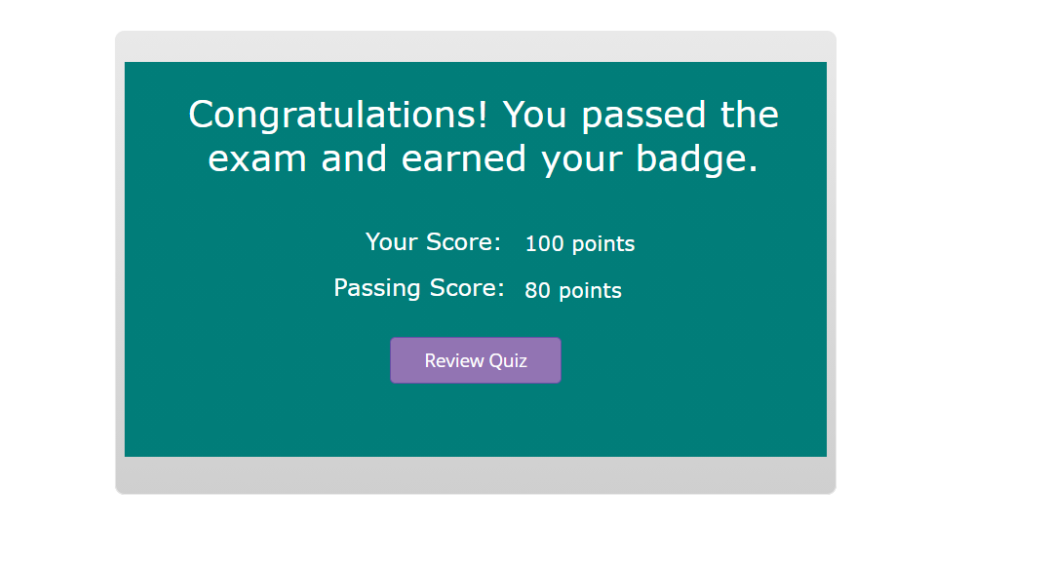 Congratulations! You passed the
exam and earned your badge.
Your Score: 100 points
Passing Score: 80 points
Review Quiz